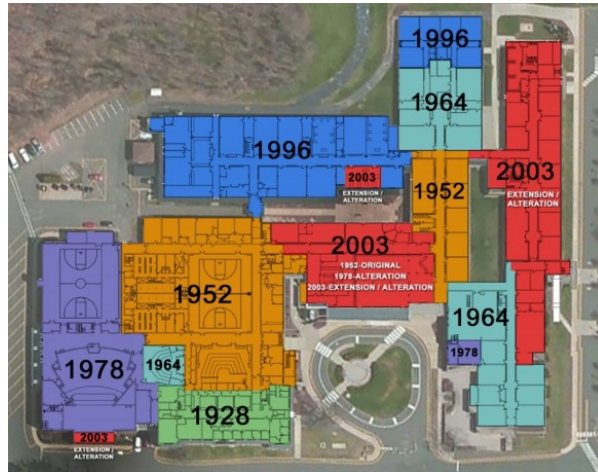 1996
1964
1996
2003
EXTENSION /
ALTERATION
1952
2003
EXTENSION /
ALTERATION
2003
1952-ORIGINAL
1978-ALTERATION
2003-EXTENSION / ALTERATION
1952
1964
1978
1978
1964
1928
2003
EXTENSION /
ALTERATION